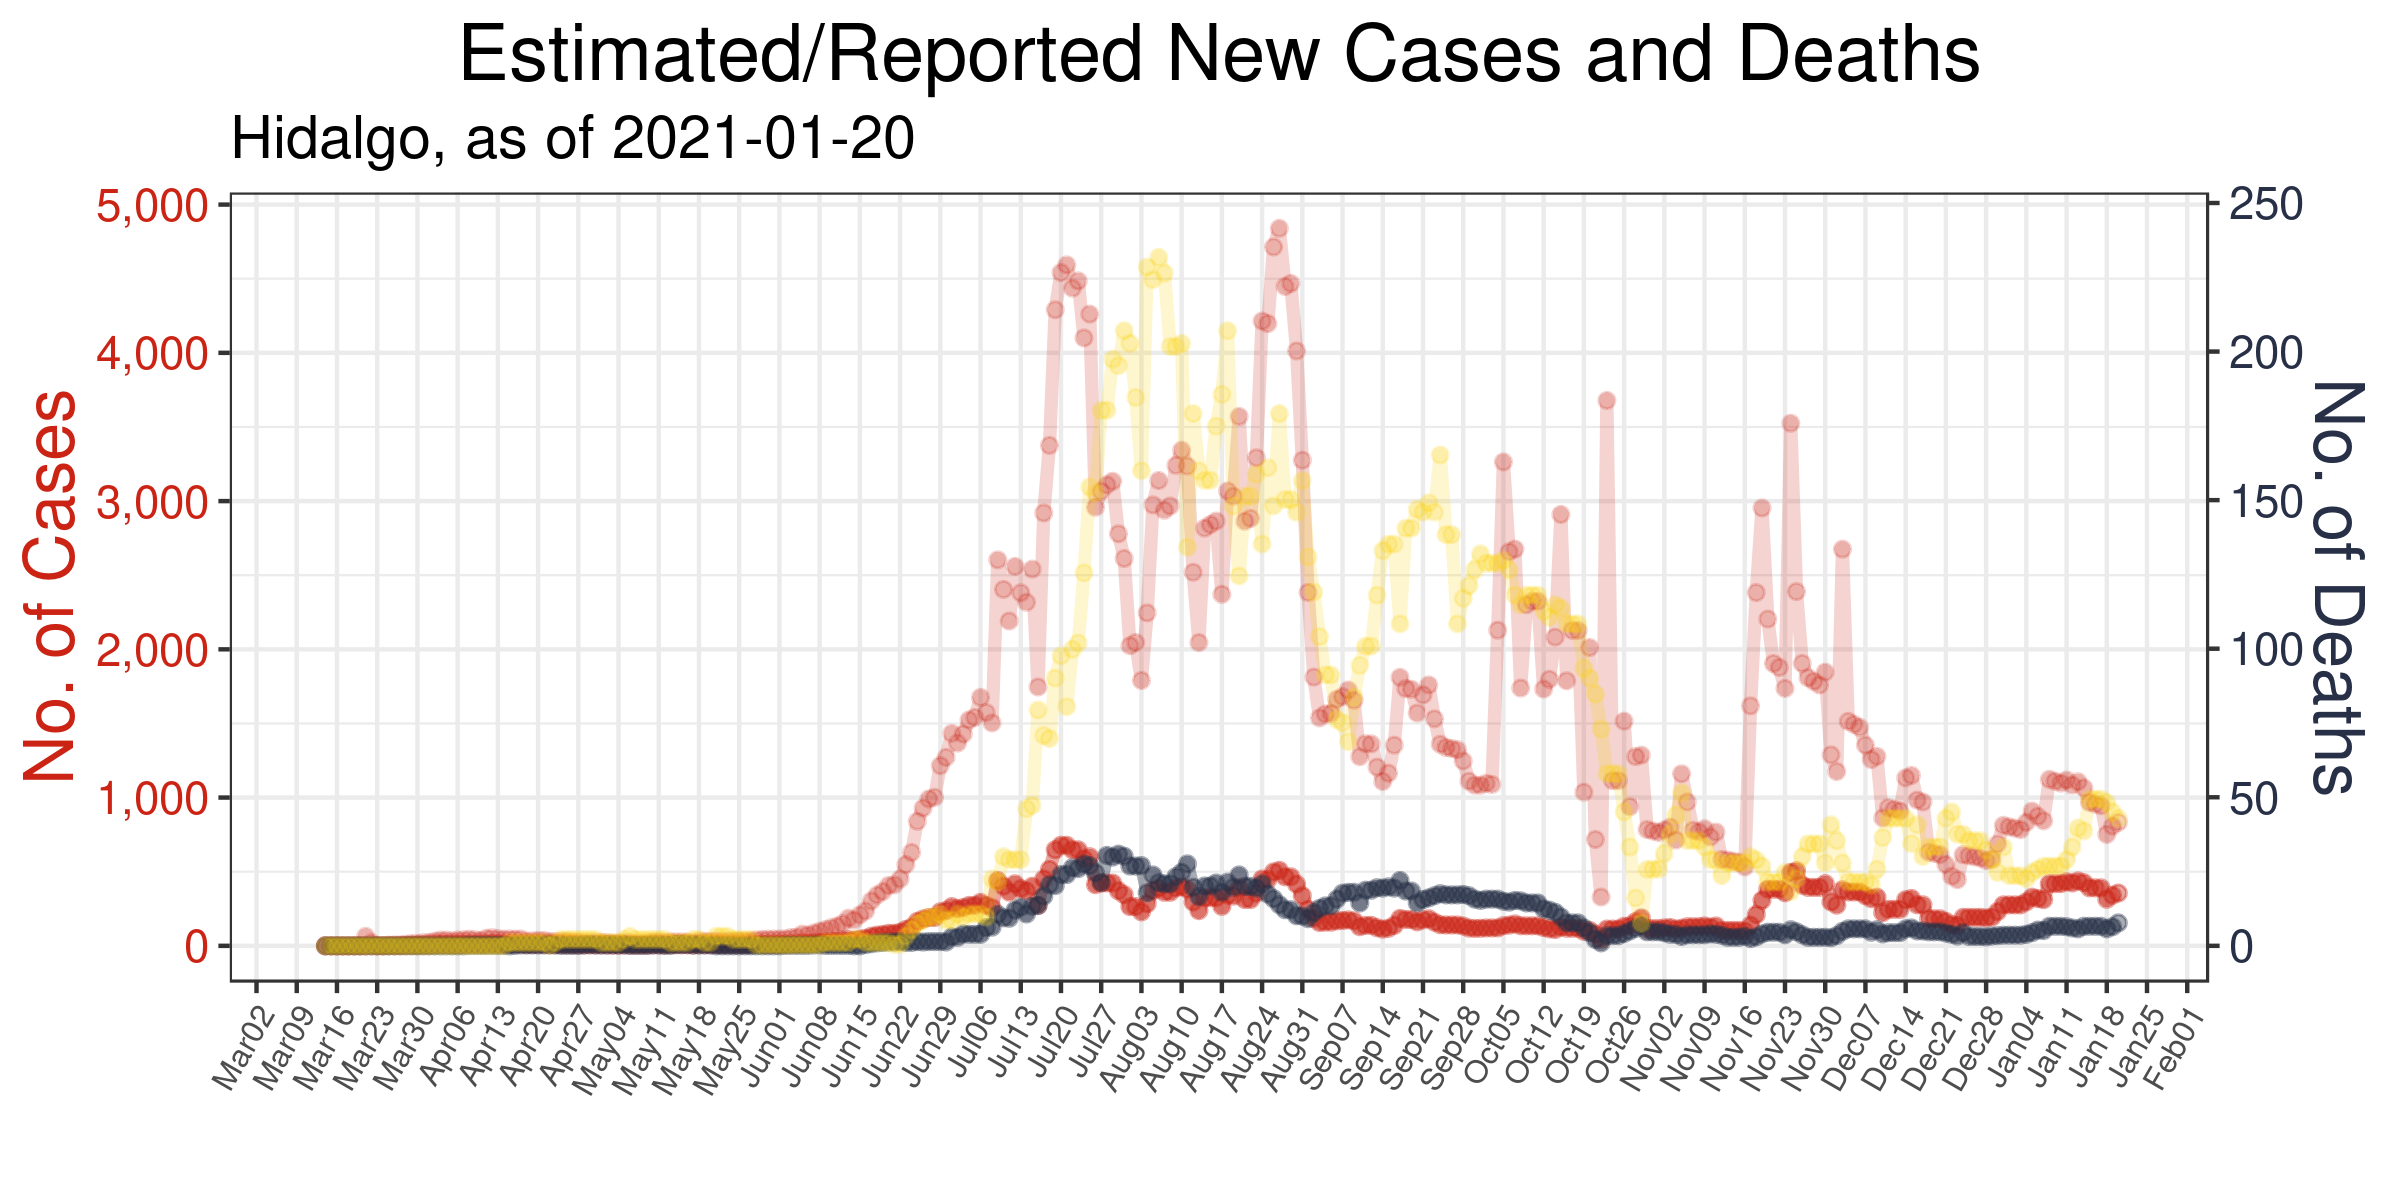 Estimated/Reported New Cases and Deaths
Hidalgo, as of 2021-01-20
No. of Cases
5,000
4,000
3,000
2,000
1,000
0
250
200
150
100
50
0
No. of Deaths
Mar02 Mar09 Mar16 Mar23 Mar30 Apr06 Apr13 Apr20 Apr27 May04 May11 May18 May25 Jun01 Jun08 Jun15 Jun22 Jun29 Jul06 Jul13 Jul20 Jul27 Aug03 Aug10 Aug17 Aug24 Aug31 Sep07 Sep14 Sep21 Sep28 Oct05 Oct12 Oct19 Oct26 Nov02 Nov09 Nov16 Nov23 Nov30 Dec07 Dec14 Dec21 Dec28 Jan04 Jan11 Jan18 Jan25 Feb01